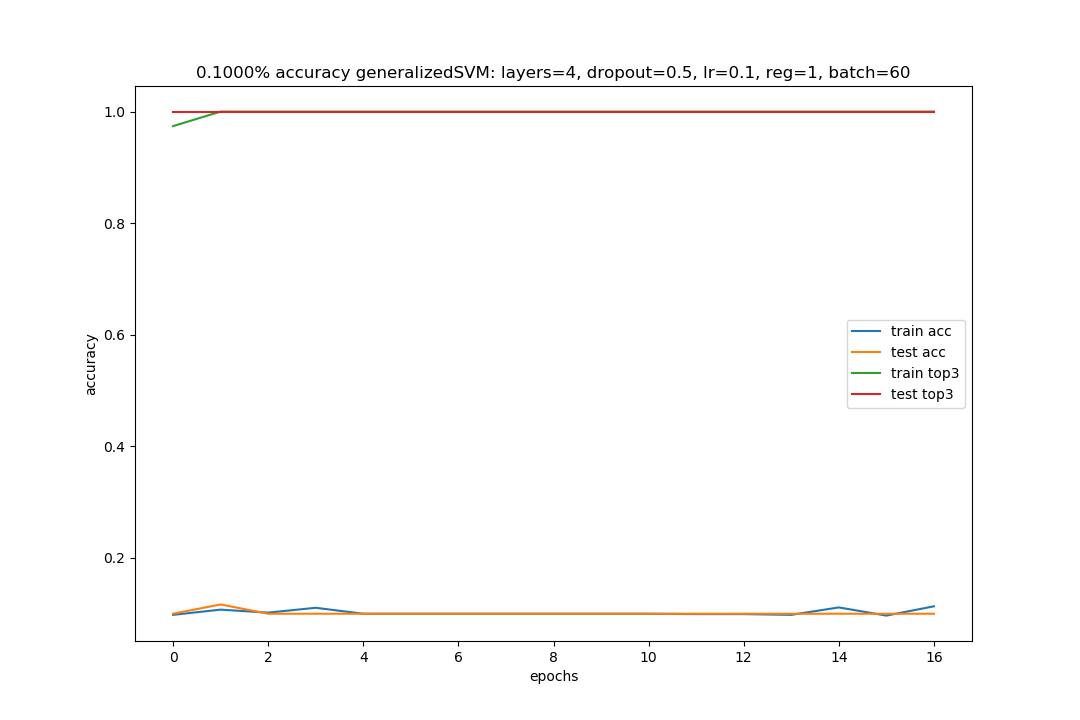 0.1000% accuracy generalizedSVM: layers=4, dropout=0.5, lr=0.1, reg=1, batch=60
1.0
0.8
0.6
0.4
0.2
accuracy
train acc
test acc
train top3
test top3
0 2 4 6 8 10 12 14 16
epochs